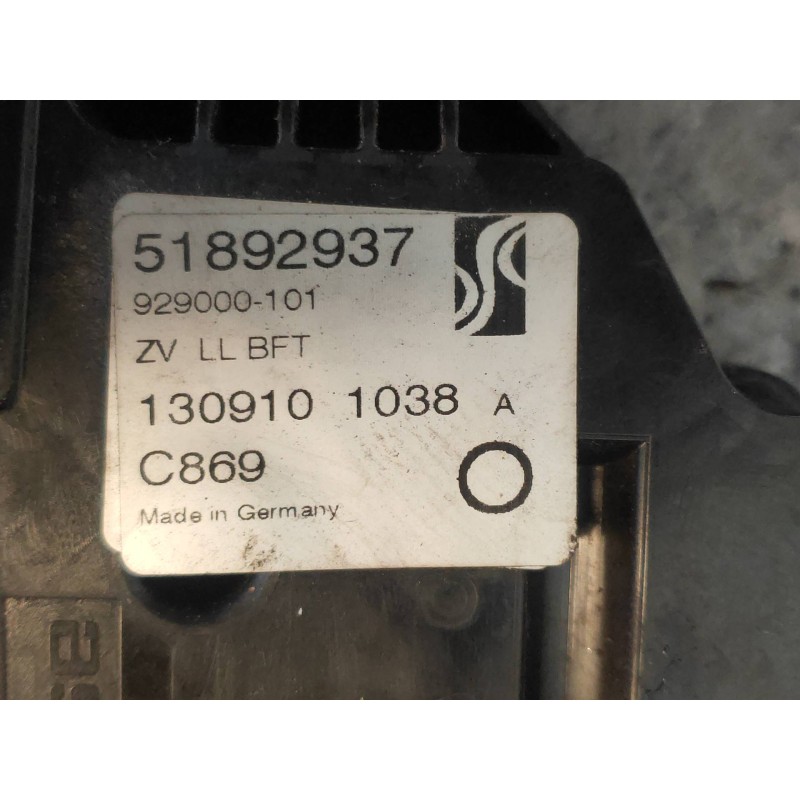 51892937
929000-101
ZV LL BFT
130910 1038 A
C869
Made in Germany